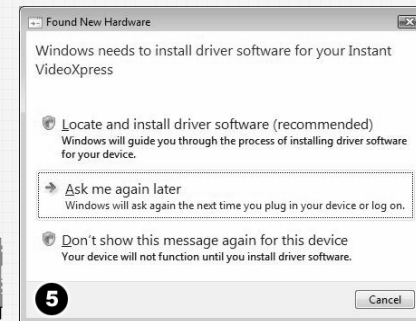 Found New Hardware
Windows needs to install driver software for your Instant
VideoXpress
Locate and install driver software (recommended)
Windows will guide you through the process of installing driver software
for your device.
Ask me again later
Windows will ask again the next time you plug in your device or log on.
Don't show this message again for this device
Your device will not function until you install driver software.
5
Cancel